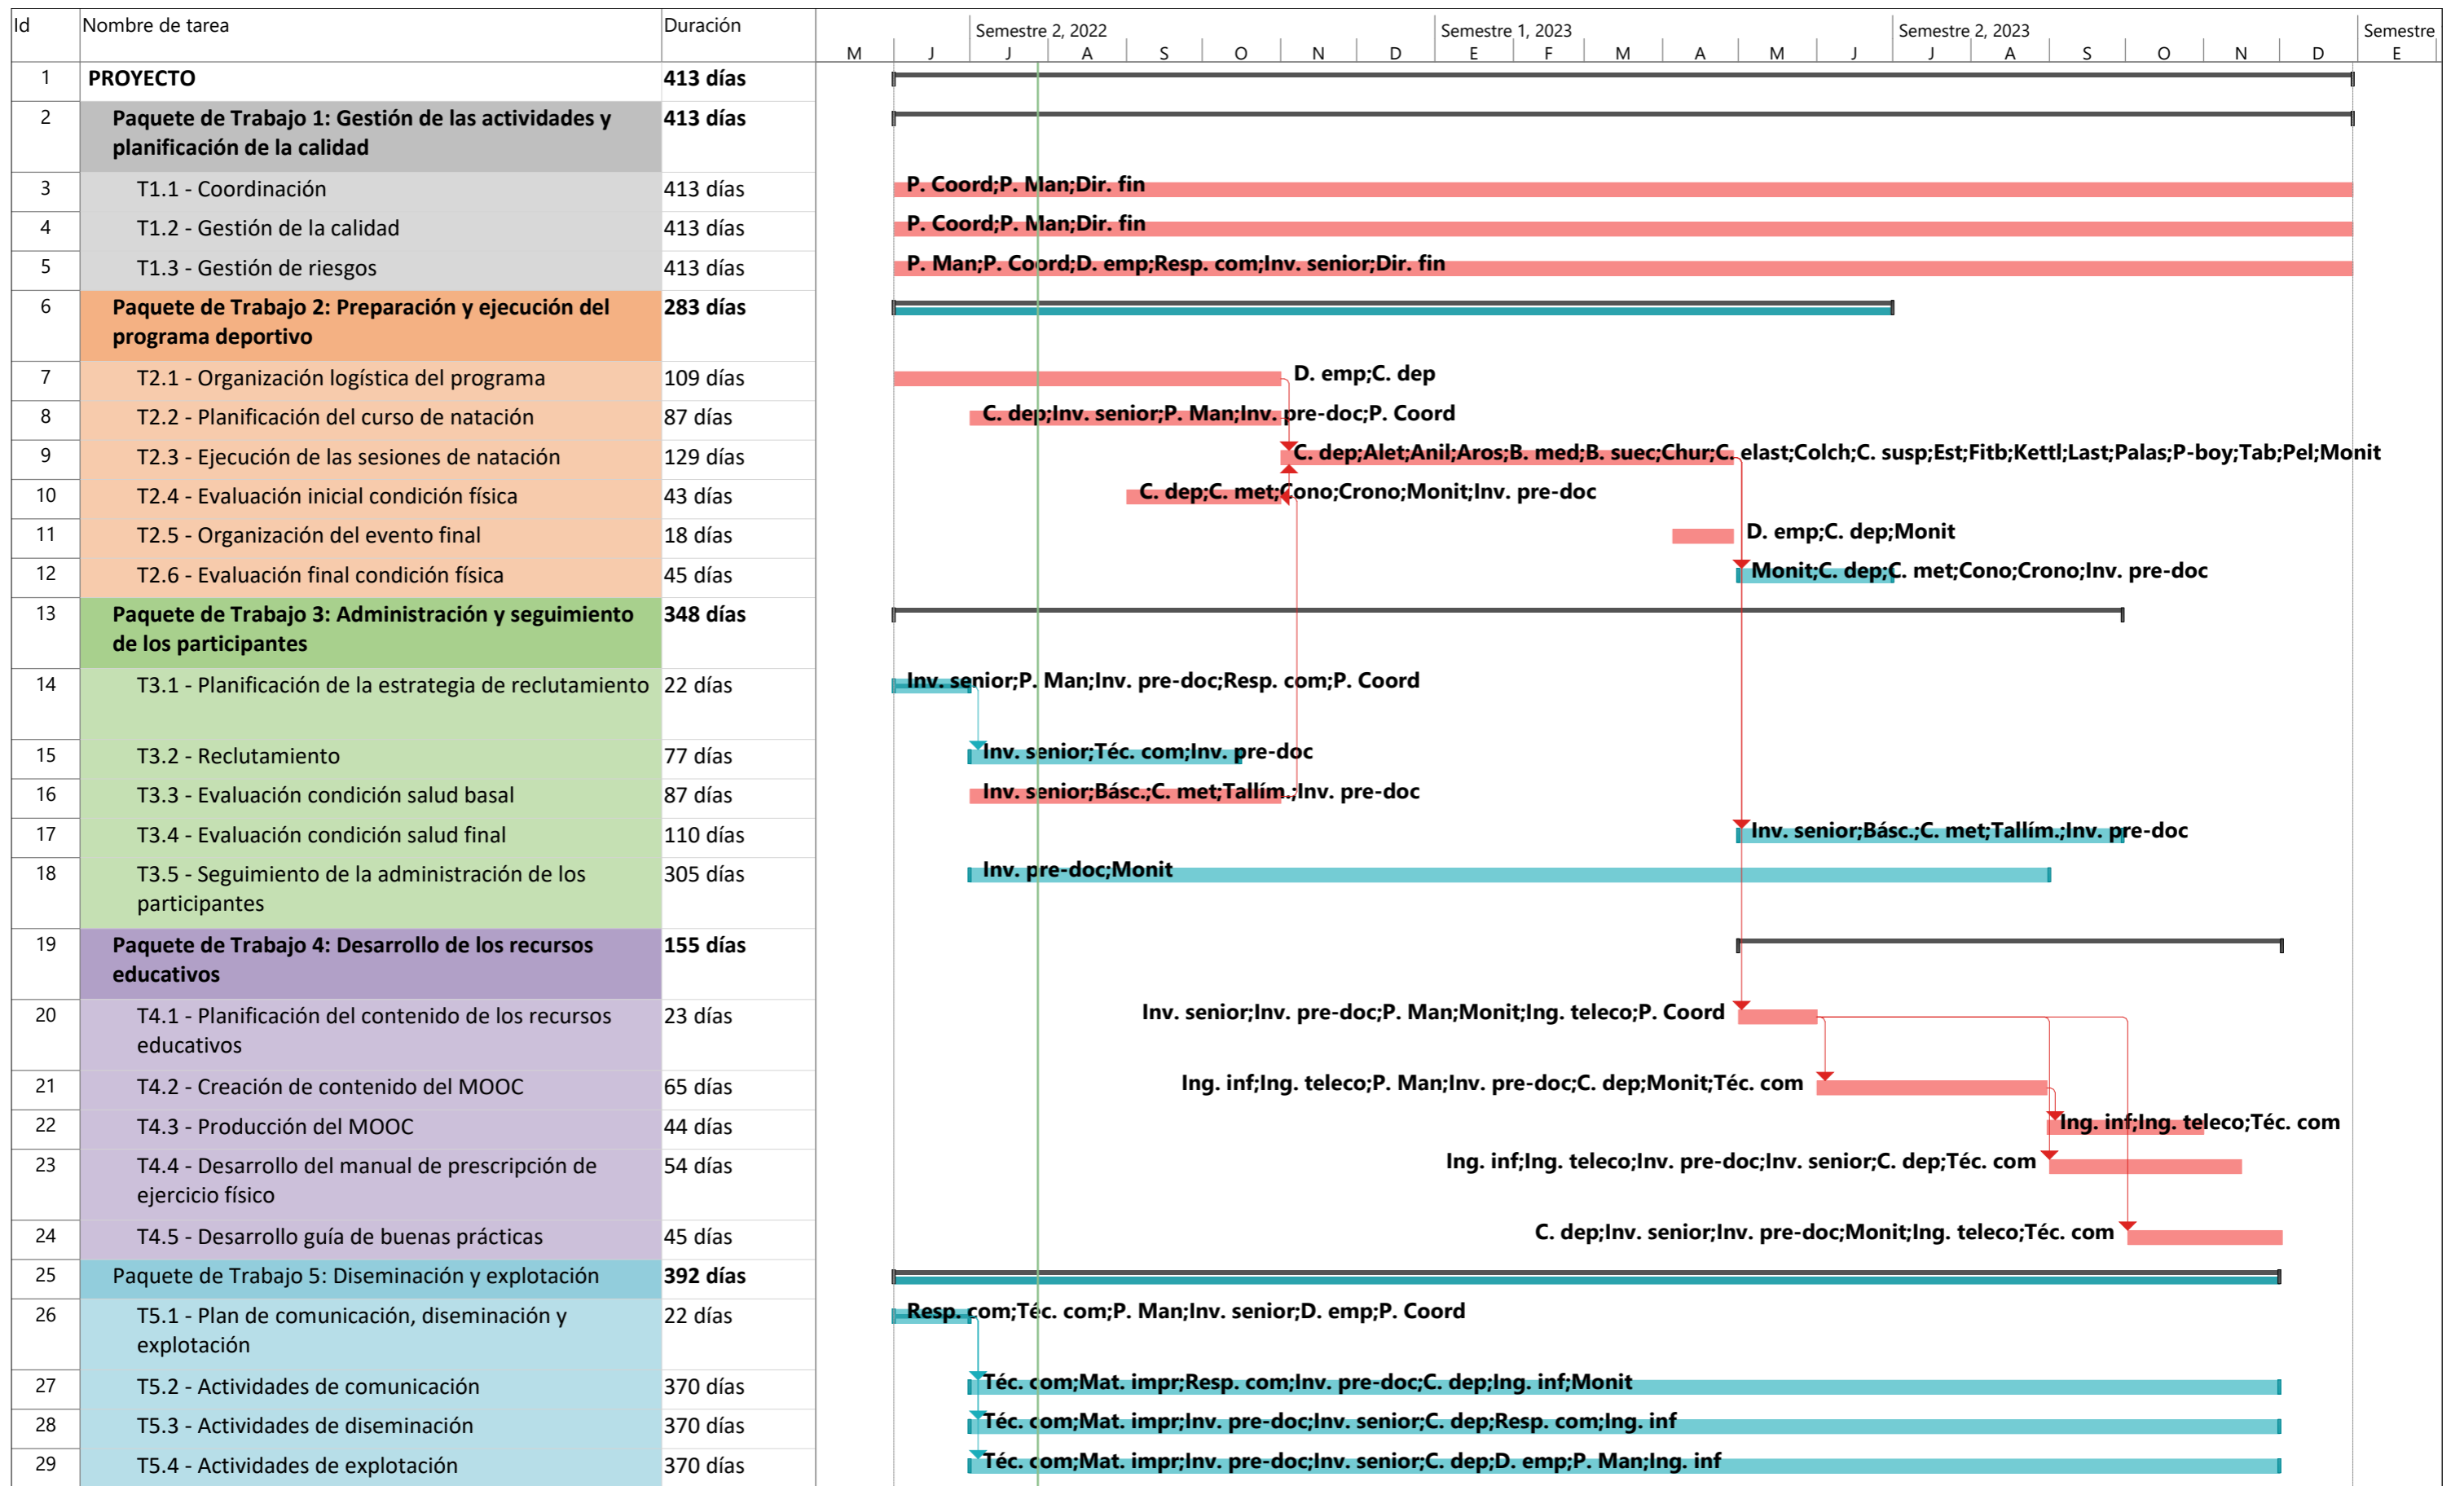 Id Nombre de tarea Duración
Semestre 2, 2022 Semestre 1, 2023 Semestre 2, 2023 Semestre
M J J A S O N D E F M A M J J A S O N D E
1 PROYECTO 413 días
2 Paquete de Trabajo 1: Gestión de las actividades y 413 días
planificación de la calidad
3 T1.1 - Coordinación 413 días P. Coord;P. Man;Dir. fin
4 T1.2 - Gestión de la calidad 413 días P. Coord;P. Man;Dir. fin
5 T1.3 - Gestión de riesgos 413 días P. Man;P. Coord;D. emp;Resp. com;Inv. senior;Dir. fin
6 Paquete de Trabajo 2: Preparación y ejecución del 283 días
programa deportivo
7 T2.1 - Organización logística del programa 109 días D. emp;C. dep
8 T2.2 - Planificación del curso de natación 87 días C. dep;Inv. senior;P. Man;Inv. pre-doc;P. Coord
9 T2.3 - Ejecución de las sesiones de natación 129 días C. dep;Alet;Anil;Aros;B. med;B. suec;Chur;C. elast;Colch;C. susp;Est;Fitb;Kettl;Last;Palas;P-boy;Tab;Pel;Monit
10 T2.4 - Evaluación inicial condición física 43 días C. dep;C. met;Cono;Crono;Monit;Inv. pre-doc
11 T2.5 - Organización del evento final 18 días D. emp;C. dep;Monit
12 T2.6 - Evaluación final condición física 45 días Monit;C. dep;C. met;Cono;Crono;Inv. pre-doc
13 Paquete de Trabajo 3: Administración y seguimiento 348 días
de los participantes
14 T3.1 - Planificación de la estrategia de reclutamiento 22 días Inv. senior;P. Man;Inv. pre-doc;Resp. com;P. Coord
15 T3.2 - Reclutamiento 77 días Inv. senior;Téc. com;Inv. pre-doc
16 T3.3 - Evaluación condición salud basal 87 días Inv. senior;Básc.;C. met;Tallím.;Inv. pre-doc
17 T3.4 - Evaluación condición salud final 110 días Inv. senior;Básc.;C. met;Tallím.;Inv. pre-doc
18 T3.5 - Seguimiento de la administración de los 305 días Inv. pre-doc;Monit
participantes
19 Paquete de Trabajo 4: Desarrollo de los recursos 155 días
educativos
20 T4.1 - Planificación del contenido de los recursos 23 días Inv. senior;Inv. pre-doc;P. Man;Monit;Ing. teleco;P. Coord
educativos
21 T4.2 - Creación de contenido del MOOC 65 días Ing. inf;Ing. teleco;P. Man;Inv. pre-doc;C. dep;Monit;Téc. com
22 T4.3 - Producción del MOOC 44 días Ing. inf;Ing. teleco;Téc. com
23 T4.4 - Desarrollo del manual de prescripción de 54 días Ing. inf;Ing. teleco;Inv. pre-doc;Inv. senior;C. dep;Téc. com
ejercicio físico
24 T4.5 - Desarrollo guía de buenas prácticas 45 días C. dep;Inv. senior;Inv. pre-doc;Monit;Ing. teleco;Téc. com
25 Paquete de Trabajo 5: Diseminación y explotación 392 días
26 T5.1 - Plan de comunicación, diseminación y 22 días Resp. com;Téc. com;P. Man;Inv. senior;D. emp;P. Coord
explotación
27 T5.2 - Actividades de comunicación 370 días Téc. com;Mat. impr;Resp. com;Inv. pre-doc;C. dep;Ing. inf;Monit
28 T5.3 - Actividades de diseminación 370 días Téc. com;Mat. impr;Inv. pre-doc;Inv. senior;C. dep;Resp. com;Ing. inf
29 T5.4 - Actividades de explotación 370 días Téc. com;Mat. impr;Inv. pre-doc;Inv. senior;C. dep;D. emp;P. Man;Ing. inf